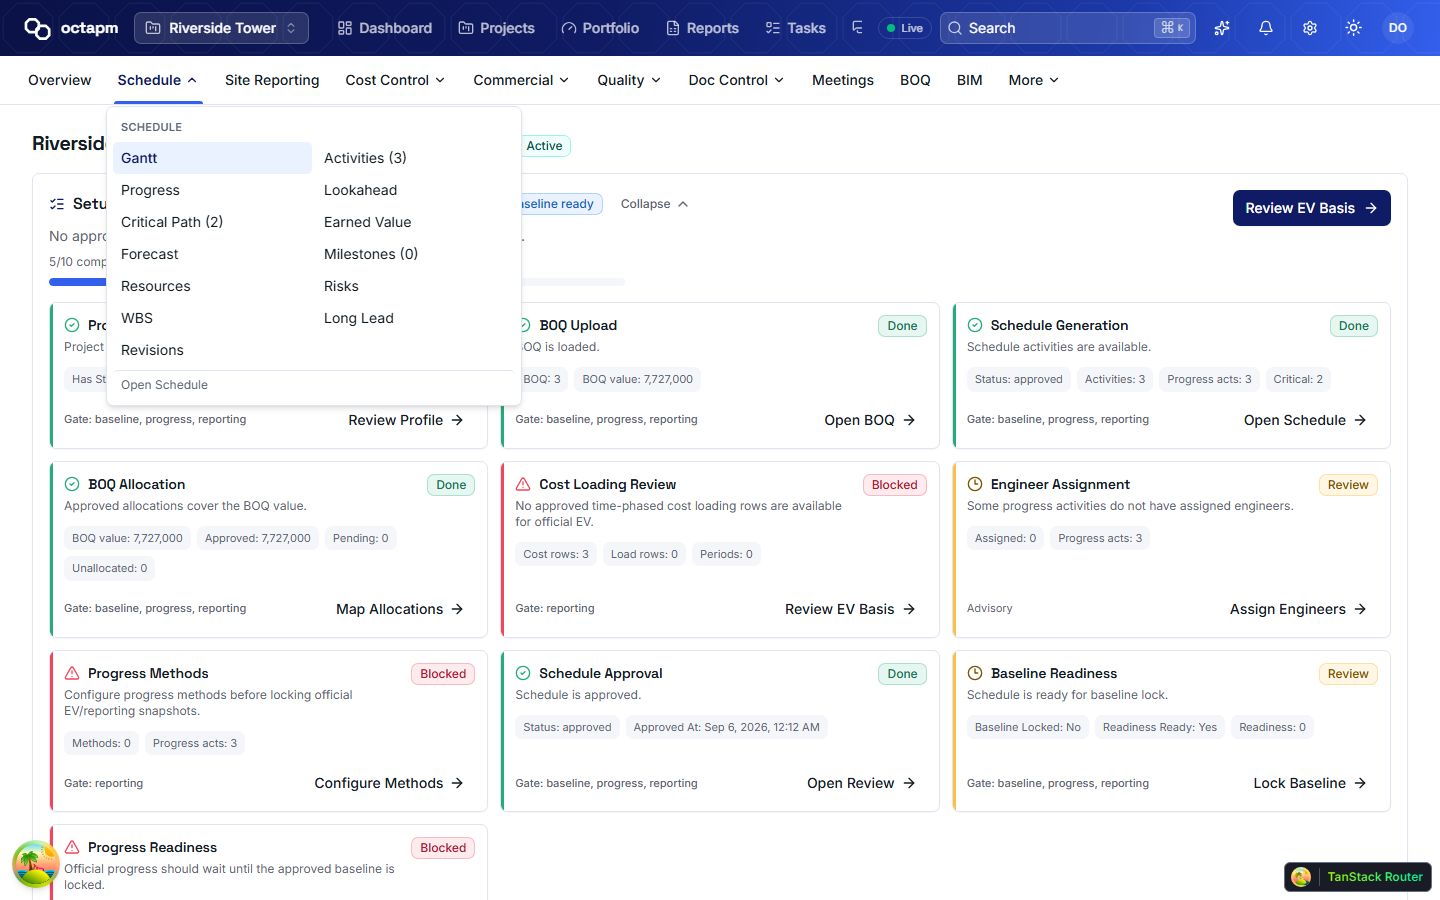 octapm
Riverside Tower
Dashboard
Projects
Portfolio
Reports
Tasks
Live
Search
⌘ K
DO
Overview
Schedule
Site Reporting
Cost Control
Commercial
Quality
Doc Control
Meetings
BOQ
BIM
More
SCHEDULE
Gantt
Activities (3)
Progress
Lookahead
Critical Path (2)
Earned Value
Forecast
Milestones (0)
Resources
Risks
WBS
Long Lead
Revisions
Open Schedule
Active
ready
Collapse
Review EV Basis
5/10
Project
Gate: baseline, progress, reporting
Review Profile
BOQ Upload
Done
is loaded.
BOQ: 3
BOQ value: 7,727,000
Gate: baseline, progress, reporting
Open BOQ
Schedule Generation
Done
Schedule activities are available.
Status: approved
Activities: 3
Progress acts: 3
Critical: 2
Gate: baseline, progress, reporting
Open Schedule
BOQ Allocation
Done
Approved allocations cover the BOQ value.
BOQ value: 7,727,000
Approved: 7,727,000
Pending: 0
Unallocated: 0
Gate: baseline, progress, reporting
Map Allocations
Cost Loading Review
Blocked
No approved time-phased cost loading rows are available
for official EV.
Cost rows: 3
Load rows: 0
Periods: 0
Gate: reporting
Review EV Basis
Engineer Assignment
Review
Some progress activities do not have assigned engineers.
Assigned: 0
Progress acts: 3
Advisory
Assign Engineers
Progress Methods
Blocked
Configure progress methods before locking official
EV/reporting snapshots.
Methods: 0
Progress acts: 3
Gate: reporting
Configure Methods
Schedule Approval
Done
Schedule is approved.
Status: approved
Approved At: Sep 6, 2026, 12:12 AM
Gate: baseline, progress, reporting
Open Review
Baseline Readiness
Review
Schedule is ready for baseline lock.
Baseline Locked: No
Readiness Ready: Yes
Readiness: 0
Gate: baseline, progress, reporting
Lock Baseline
Progress Readiness
Blocked
Official progress should wait until the approved baseline is
locked.
TanStack Router